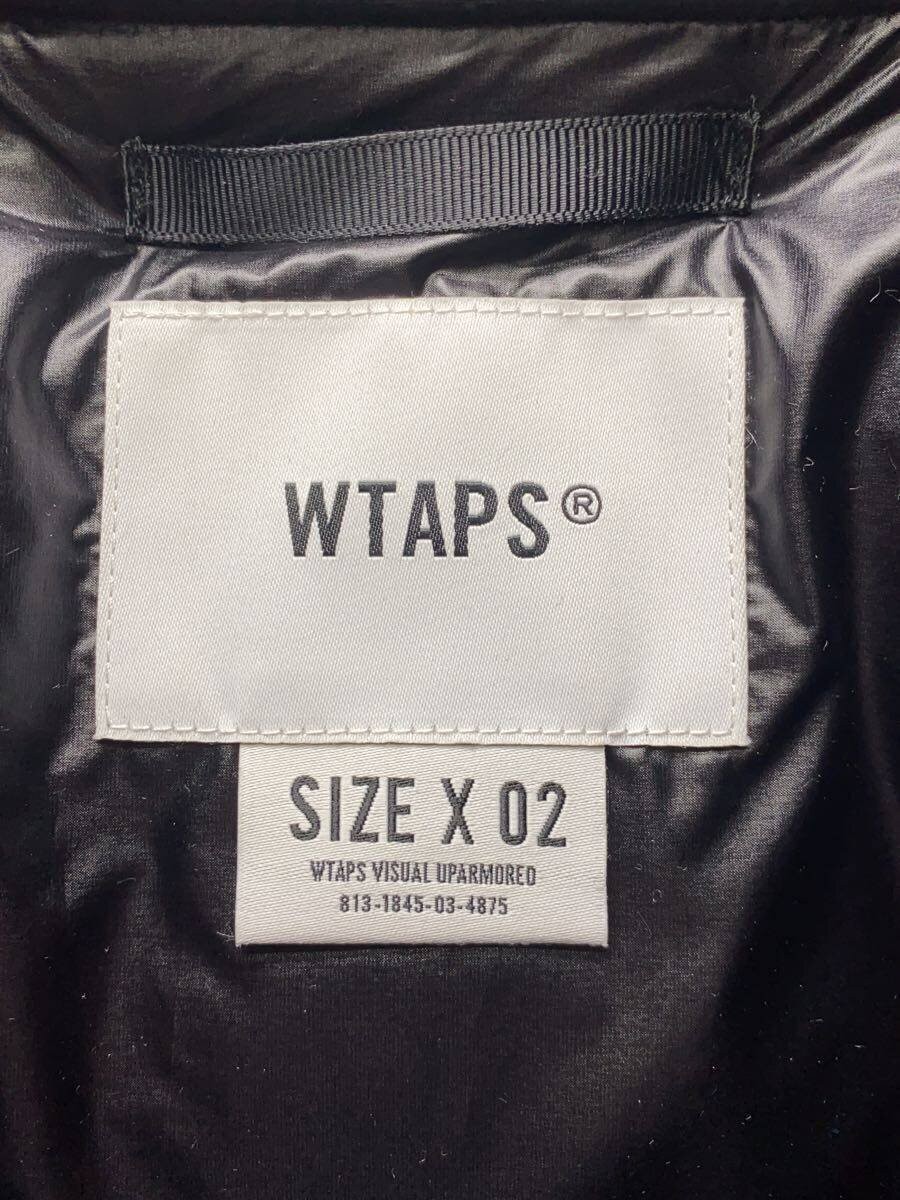 WTAPS®
SIZE X 02
WTAPS VISUAL UPARMORED
813-1845-03-4875